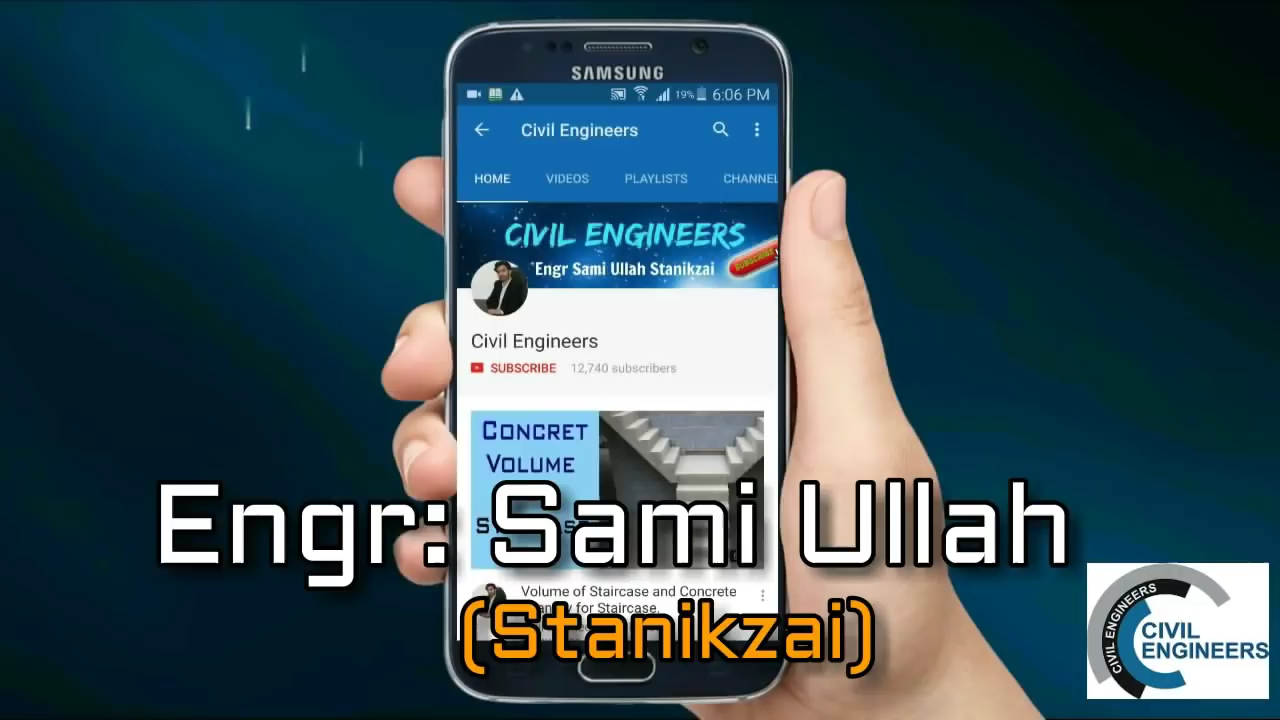 SAMSUNG
19% 6:06 PM
Civil Engineers
HOME VIDEOS PLAYLISTS CHANNEL
CIVIL ENGINEERS
Engr Sami Ullah Stanikzai
SUBSCRIBE
Civil Engineers
SUBSCRIBE 12,740 subscribers
CONCRET
VOLUME
Engr: Sami Ullah
Volume of Staircase and Concrete
for Staircase.
(Stanikzai)
CIVIL ENGINEERS
CIVIL
ENGINEERS